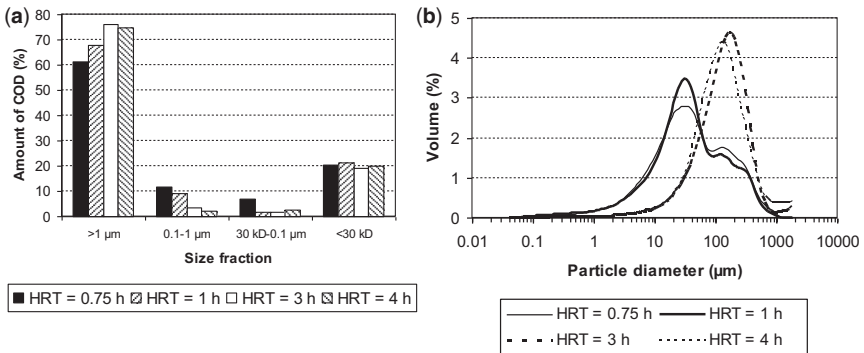 (a)
Amount of COD (%)
80
70
60
50
40
30
20
10
0
>1 µm
0.1-1 µm
30 kD-0.1 µm
<30 kD
Size fraction
HRT = 0.75 h HRT = 1 h HRT = 3 h HRT = 4 h
(b)
Volume (%)
5
4
3
2
1
0
0.01 0.1 1 10 100 1000 10000
Particle diameter (µm)
HRT = 0.75 h HRT = 1 h
HRT = 3 h HRT = 4 h